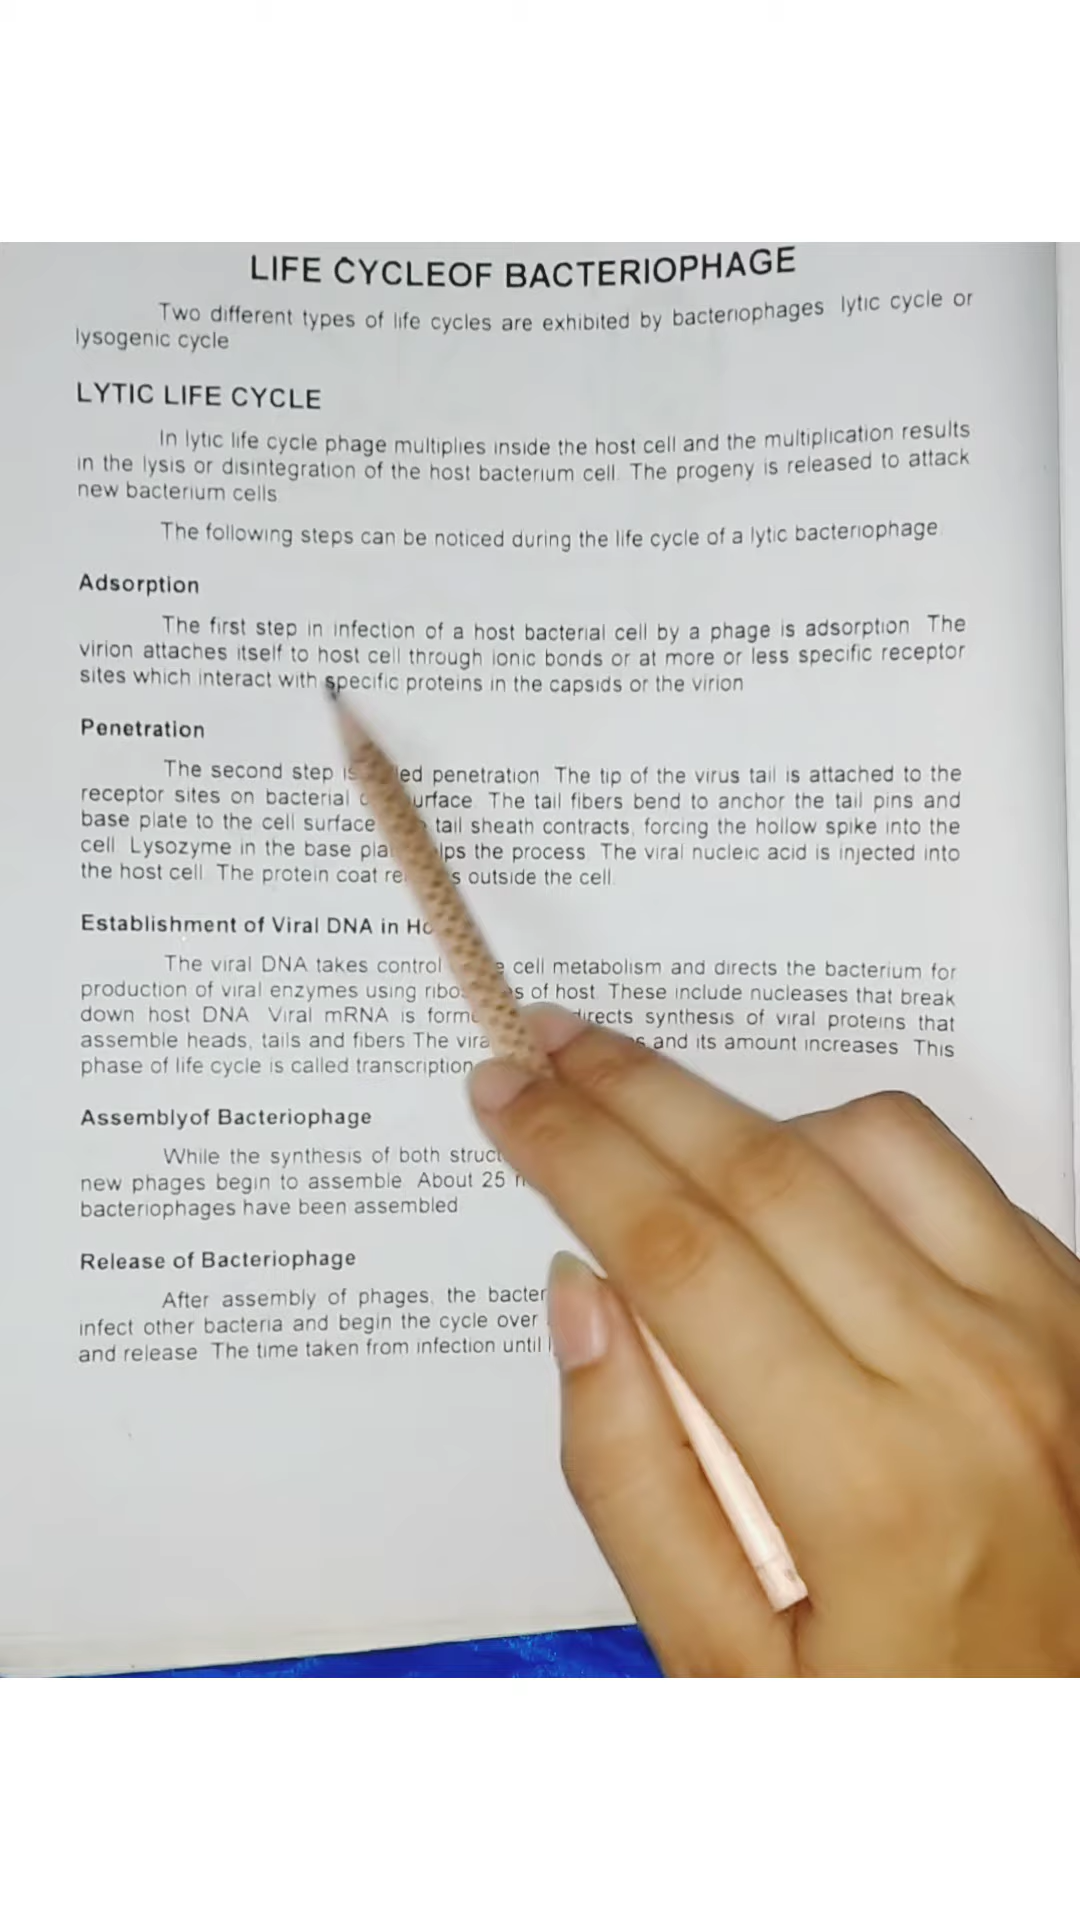 LIFE CYCLEOF BACTERIOPHAGE
Two different types of life cycles are exhibited by bacteriophages lytic cycle or
lysogenic cycle
LYTIC LIFE CYCLE
In lytic life cycle phage multiplies inside the host cell and the multiplication results
in the lysis or disintegration of the host bacterium cell. The progeny is released to attack
new bacterium cells
The following steps can be noticed during the life cycle of a lytic bacteriophage
Adsorption
The first step in infection of a host bacterial cell by a phage is adsorption The
virion attaches itself to host cell through ionic bonds or at more or less specific receptor
sites which interact with specific proteins in the capsids or the virion
Penetration
The second step is penetration The tip of the virus tail is attached to the
receptor sites on bacterial The tail fibers bend to anchor the tail pins and
base plate to the cell surface tail sheath contracts, forcing the hollow spike into the
cell. Lysozyme in the base the process. The viral nucleic acid is injected into
the host cell. The protein coat outside the cell.
Establishment of Viral DNA in
The viral DNA takes control cell metabolism and directs the bacterium for
production of viral enzymes using of host. These include nucleases that break
down host DNA. Viral mRNA is synthesis of viral proteins that
assemble heads, tails and fibers The and its amount increases. This
phase of life cycle is called transcription
Assemblyof Bacteriophage
While the synthesis of both
new phages begin to assemble. About 25
bacteriophages have been assembled
Release of Bacteriophage
After assembly of phages, the
infect other bacteria and begin the cycle over
and release. The time taken from infection until